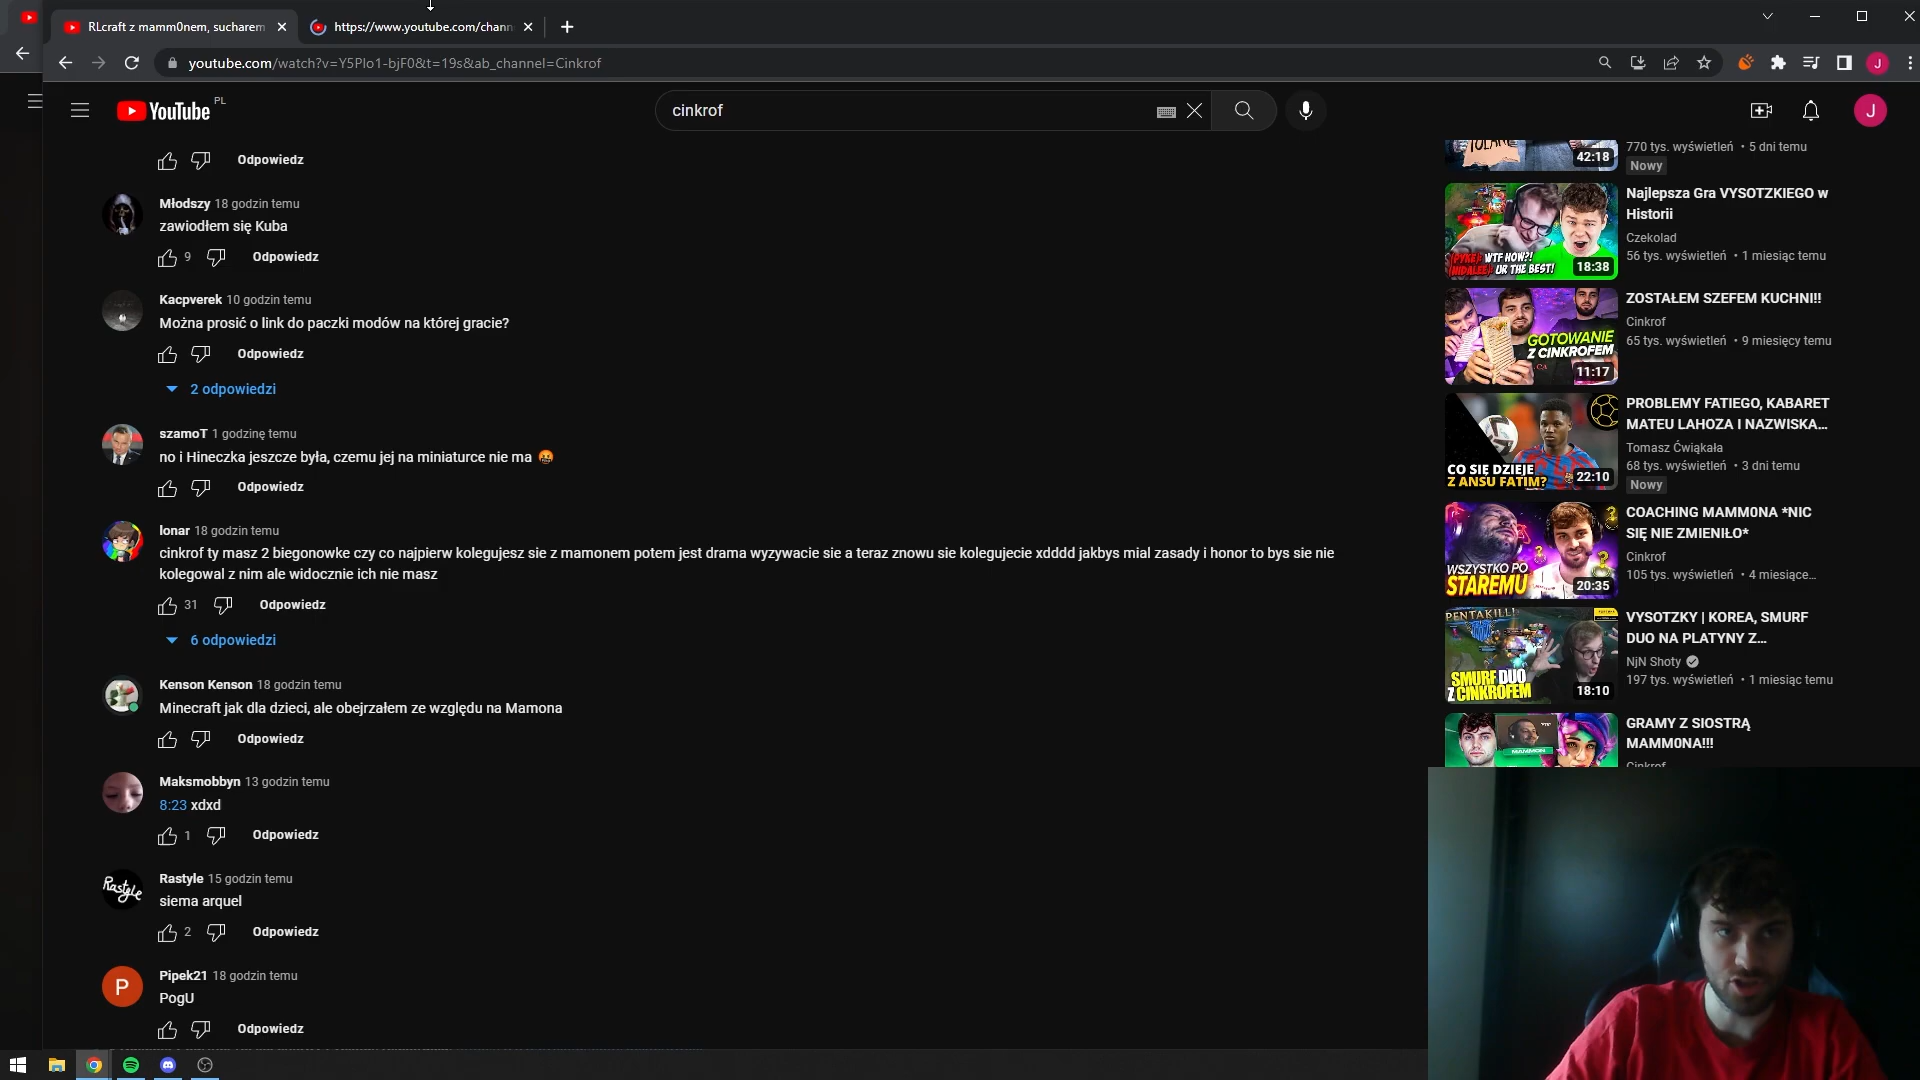 RLcraft z mamm0nem, sucharem
https://www.youtube.com/chann
youtube.com/watch?v=Y5Plo1-bjF0&t=19s&ab_channel=Cinkrof
J
YouTube PL
cinkrof
J
Odpowiedz
Młodszy 18 godzin temu
zawiodłem się Kuba
9 Odpowiedz
Kacpverek 10 godzin temu
Można prosić o link do paczki modów na której gracie?
Odpowiedz
2 odpowiedzi
szamoT 1 godzinę temu
no i Hineczka jeszcze była, czemu jej na miniaturce nie ma
Odpowiedz
lonar 18 godzin temu
cinkrof ty masz 2 biegonowke czy co najpierw kolegujesz sie z mamonem potem jest drama wyzywacie sie a teraz znowu sie kolegujecie xdddd jakbys mial zasady i honor to bys sie nie
kolegowal z nim ale widocznie ich nie masz
31 Odpowiedz
6 odpowiedzi
Kenson Kenson 18 godzin temu
Minecraft jak dla dzieci, ale obejrzałem ze względu na Mamona
Odpowiedz
Maksmobbyn 13 godzin temu
8:23 xdxd
1 Odpowiedz
Rastyle
Rastyle 15 godzin temu
siema arquel
2 Odpowiedz
P
Pipek21 18 godzin temu
PogU
Odpowiedz
42:18
770 tys. wyświetleń • 5 dni temu
Nowy
PYKE: WTF HOW?!
NIDALEE: UR THE BEST!
18:38
Najlepsza Gra VYSOTZKIEGO w
Historii
Czekolad
56 tys. wyświetleń • 1 miesiąc temu
GOTOWANIE
Z CINKROFEM
11:17
ZOSTAŁEM SZEFEM KUCHNI!!
Cinkrof
65 tys. wyświetleń • 9 miesięcy temu
CO SIĘ DZIEJE
Z ANSU FATIM?
22:10
PROBLEMY FATIEGO, KABARET
MATEU LAHOZA I NAZWISKA...
Tomasz Ćwiąkała
68 tys. wyświetleń • 3 dni temu
Nowy
WSZYSTKO PO
STAREMU
20:35
COACHING MAMM0NA *NIC
SIĘ NIE ZMIENIŁO*
Cinkrof
105 tys. wyświetleń • 4 miesiące...
PENTAKILL!
SMURF DUO
Z CINKROFEM
18:10
VYSOTZKY | KOREA, SMURF
DUO NA PLATYNY Z...
NjN Shoty
197 tys. wyświetleń • 1 miesiąc temu
MAMMON
GRAMY Z SIOSTRĄ
MAMM0NA!!!
Cinkrof